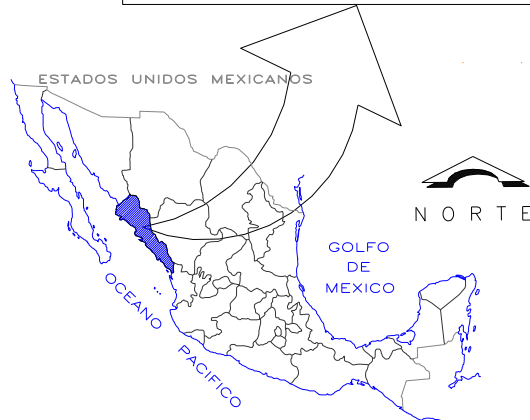 ESTADOS UNIDOS MEXICANOS
NORTE
GOLFO
DE
MEXICO
OCEANO PACIFICO